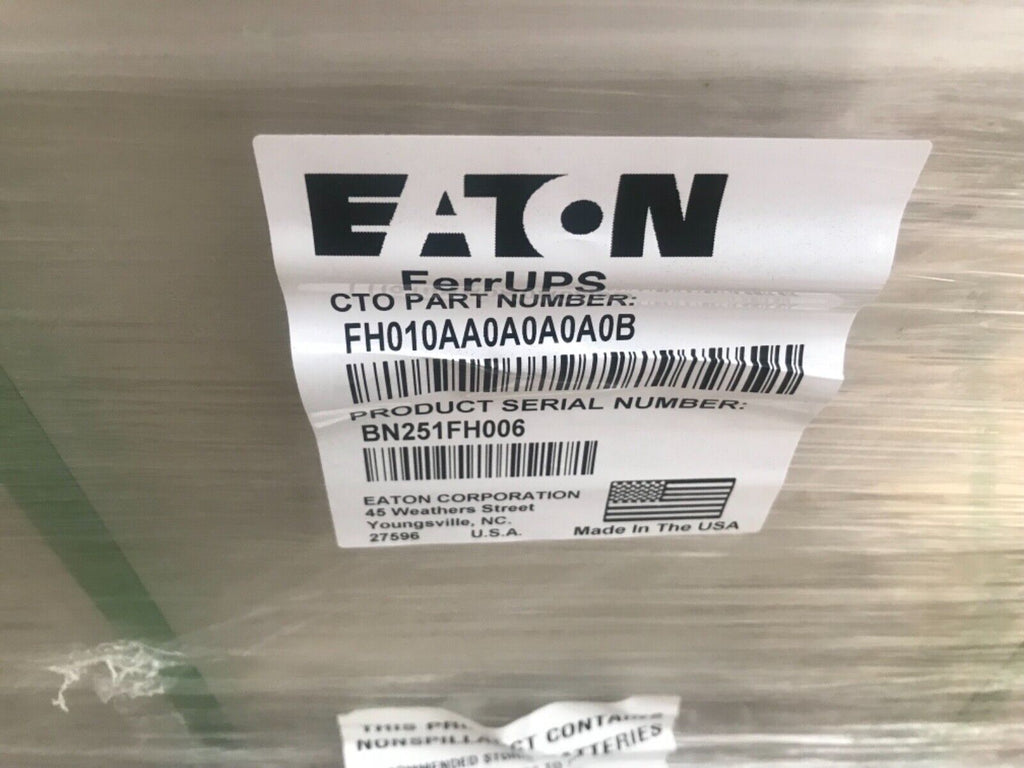 EATON
FerrUPS
CTO PART NUMBER:
FH010AA0A0A0A0B
PRODUCT SERIAL NUMBER:
BN251FH006
EATON CORPORATION
45 Weathers Street
Youngsville, NC.
27596 U.S.A.
Made In The USA
THIS